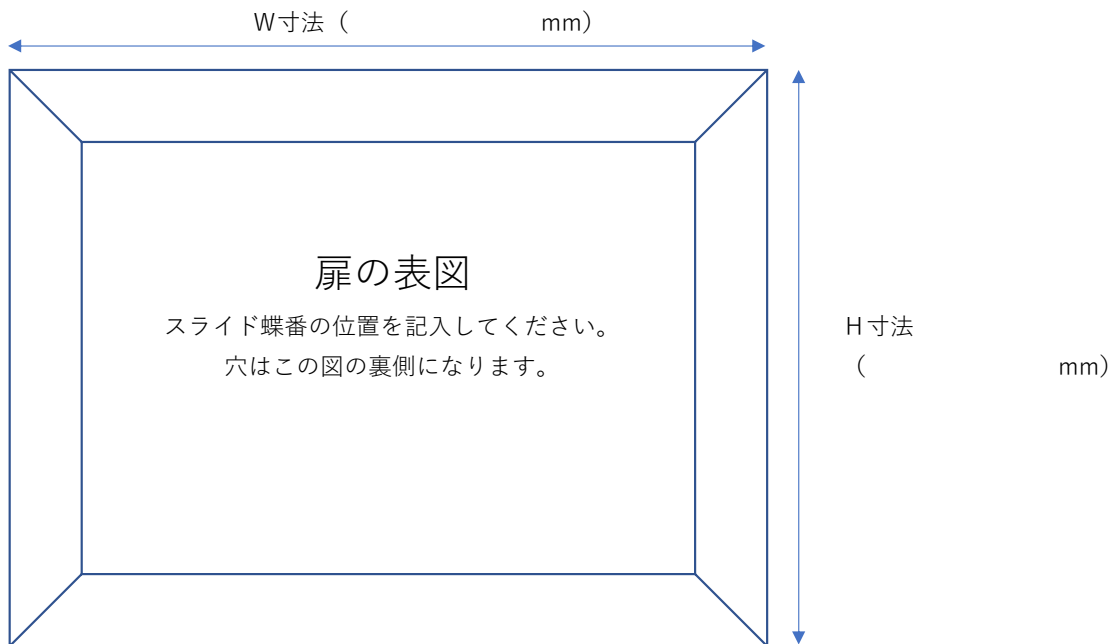 W寸法（　　　　　　　　mm）
扉の表図
スライド蝶番の位置を記入してください。
穴はこの図の裏側になります。
H寸法
（　　　　　　　　mm）